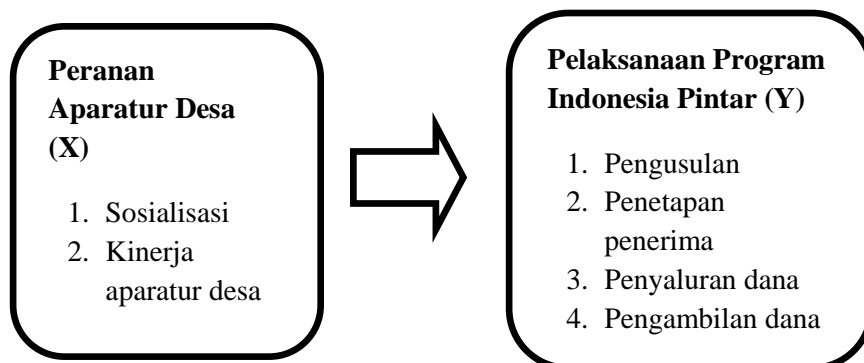 Peranan
Aparatur Desa
(X)
1. Sosialisasi
2. Kinerja
aparatur desa
Pelaksanaan Program
Indonesia Pintar (Y)
1. Pengusulan
2. Penetapan
penerima
3. Penyaluran dana
4. Pengambilan dana